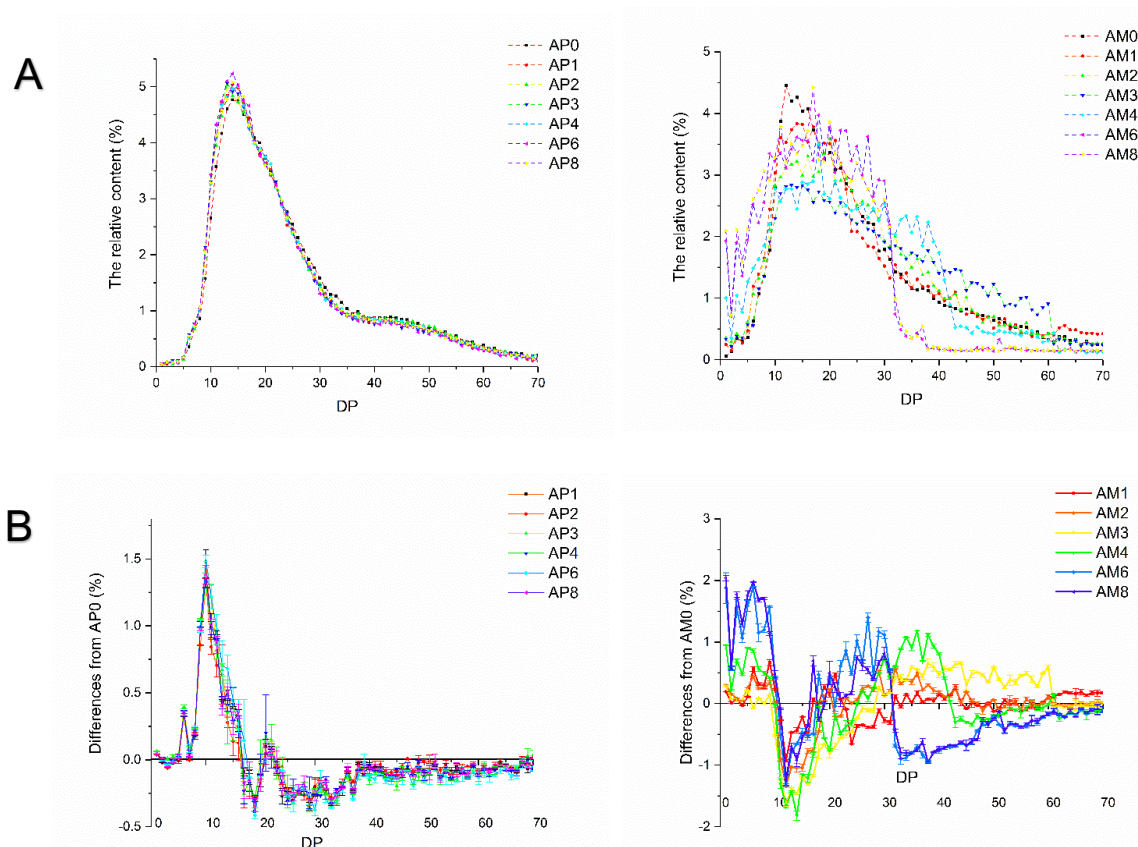 A
The relative content (%)
5
4
3
2
1
0
0 10 20 30 40 50 60 70
DP
AP0
AP1
AP2
AP3
AP4
AP6
AP8
The relative content (%)
5
4
3
2
1
0
0 10 20 30 40 50 60 70
DP
AM0
AM1
AM2
AM3
AM4
AM6
AM8
B
Differences from AP0 (%)
1.5
1.0
0.5
0.0
-0.5
0 10 20 30 40 50 60 70
DP
AP1
AP2
AP3
AP4
AP6
AP8
Differences from AM0 (%)
3
2
1
0
-1
-2
DP
0 10 20 30 40 50 60 70
AM1
AM2
AM3
AM4
AM6
AM8